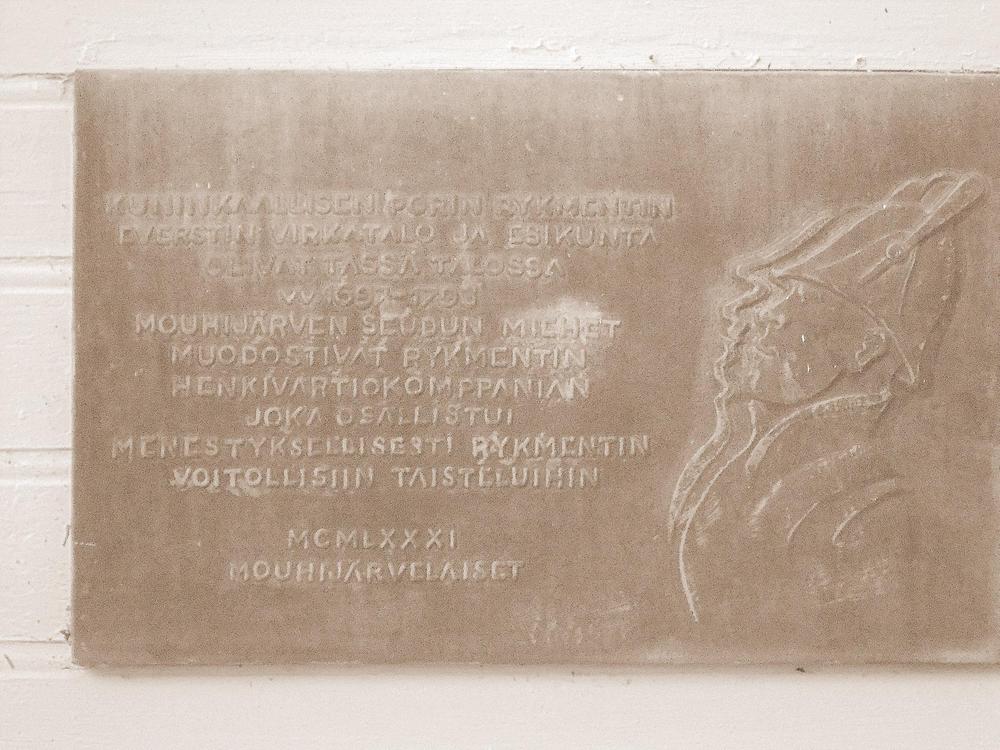 KUNINKAALLISEN PORIN RYKMENTIN
EVERSTIN VIRKATALO JA ESIKUNTA
OLIVAT TÄSSÄ TALOSSA
MOUHIJÄRVEN SEUDUN MIEHET
MUODOSTIVAT RYKMENTIN
HENKIVARTIOKOMPPANIAN
JOKA OSALLISTUI
MENESTYKSELLISESTI RYKMENTIN
VOITOLLISIIN TAISTELUIHIN
MCMLXXXI
MOUHIJÄRVELÄISET